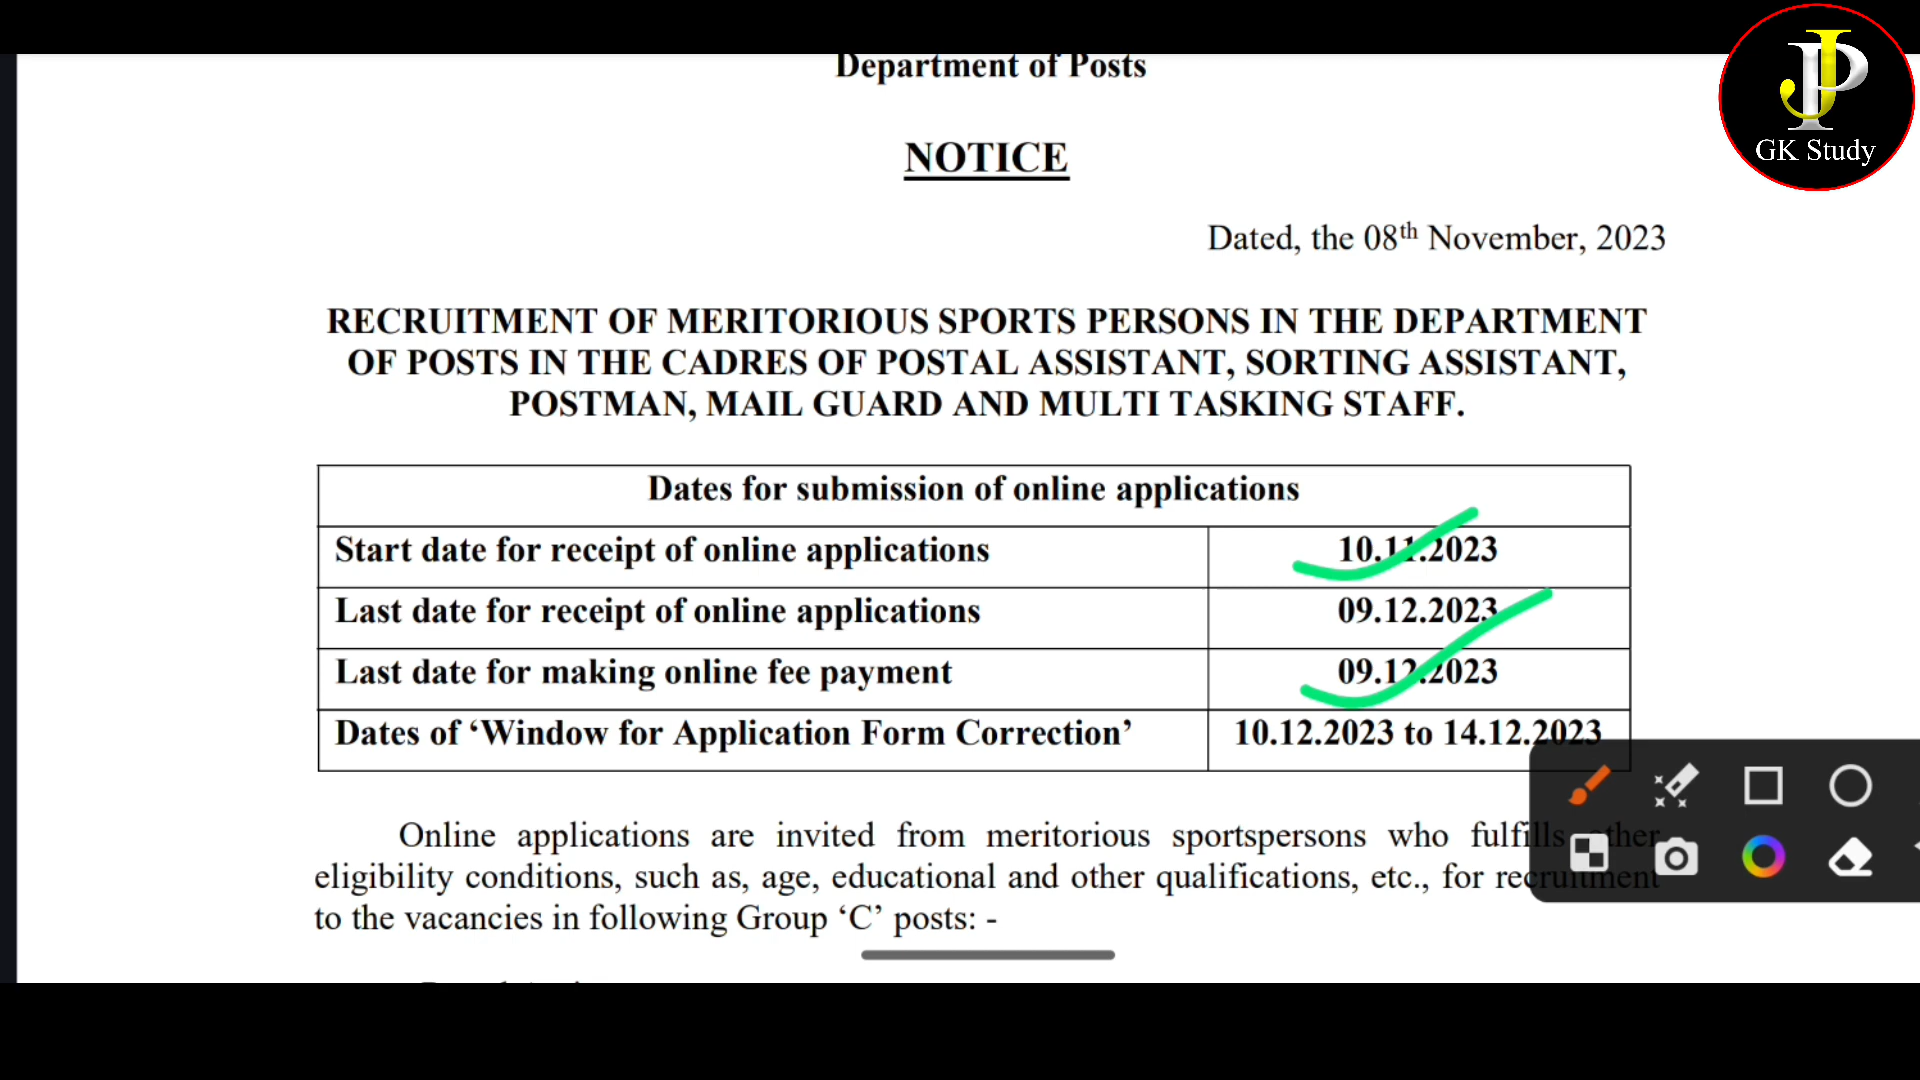 Department of Posts
NOTICE
Dated, the 08th November, 2023
RECRUITMENT OF MERITORIOUS SPORTS PERSONS IN THE DEPARTMENT
OF POSTS IN THE CADRES OF POSTAL ASSISTANT, SORTING ASSISTANT,
POSTMAN, MAIL GUARD AND MULTI TASKING STAFF.
Dates for submission of online applications
Start date for receipt of online applications 10.11.2023
Last date for receipt of online applications 09.12.2023
Last date for making online fee payment 09.12.2023
Dates of ‘Window for Application Form Correction’ 10.12.2023 to 14.12.2023
Online applications are invited from meritorious sportspersons who fulfills other
eligibility conditions, such as, age, educational and other qualifications, etc., for recruitment
to the vacancies in following Group ‘C’ posts: -
JP
GK Study